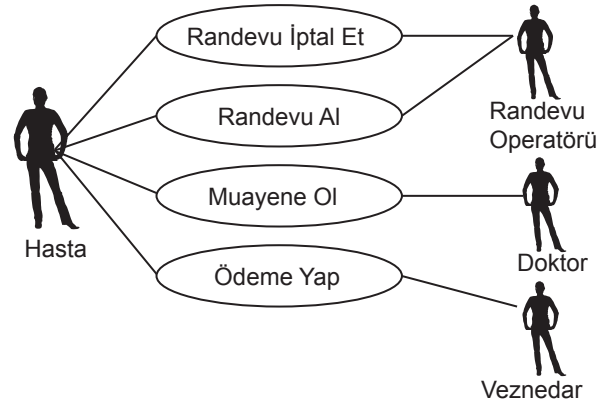 Randevu İptal Et
Randevu Al
Muayene Ol
Ödeme Yap
Hasta
Randevu
Operatörü
Doktor
Veznedar